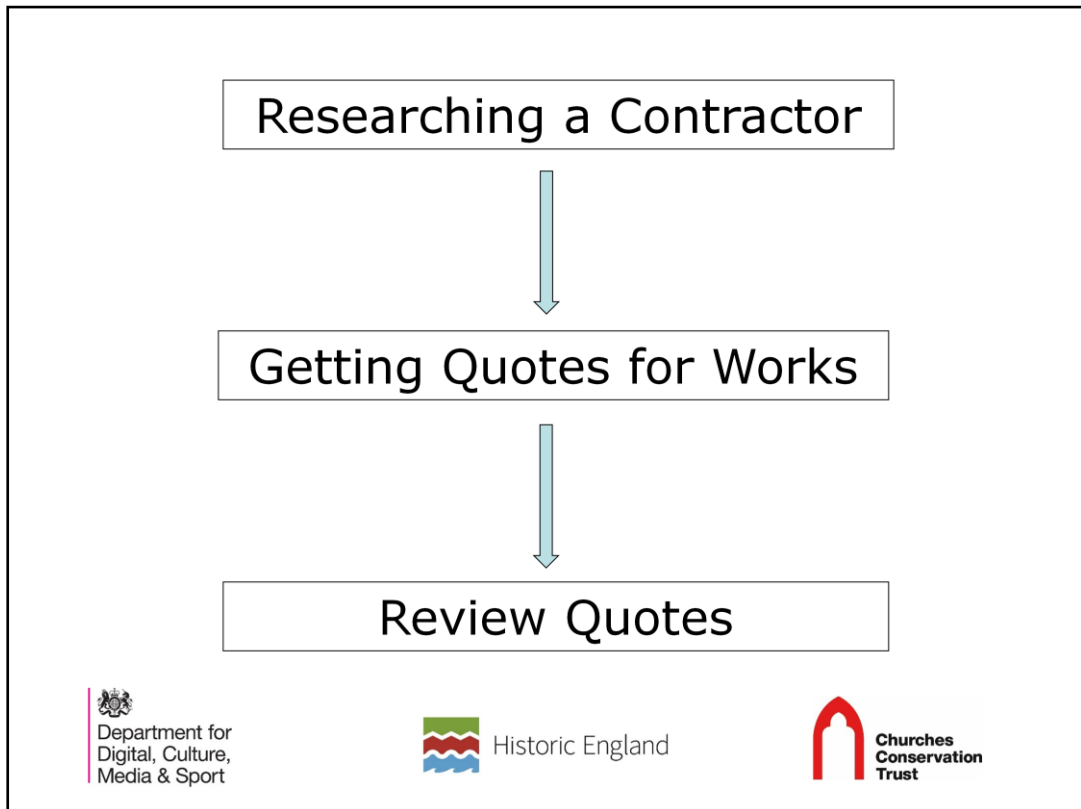 Researching a Contractor
Getting Quotes for Works
Review Quotes
Department for
Digital, Culture,
Media & Sport
Historic England
Churches
Conservation
Trust